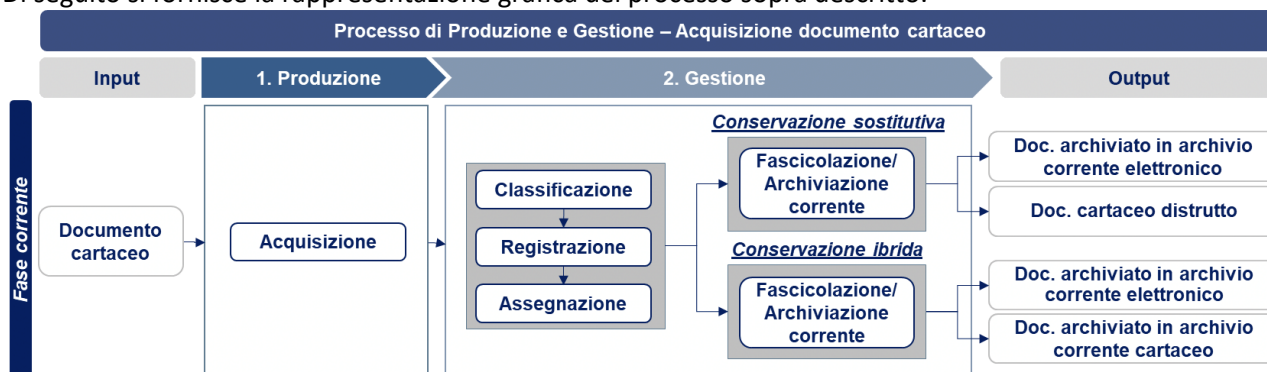 Di seguito si fornisce la rappresentazione grafica del processo sopra descritto.
Processo di Produzione e Gestione – Acquisizione documento cartaceo
Input
1. Produzione
2. Gestione
Output
Fase corrente
Documento
cartaceo
Acquisizione
Classificazione
Registrazione
Assegnazione
Conservazione sostitutiva
Fascicolazione/
Archiviazione
corrente
Conservazione ibrida
Fascicolazione/
Archiviazione
corrente
Doc. archiviato in archivio
corrente elettronico
Doc. cartaceo distrutto
Doc. archiviato in archivio
corrente elettronico
Doc. archiviato in archivio
corrente cartaceo